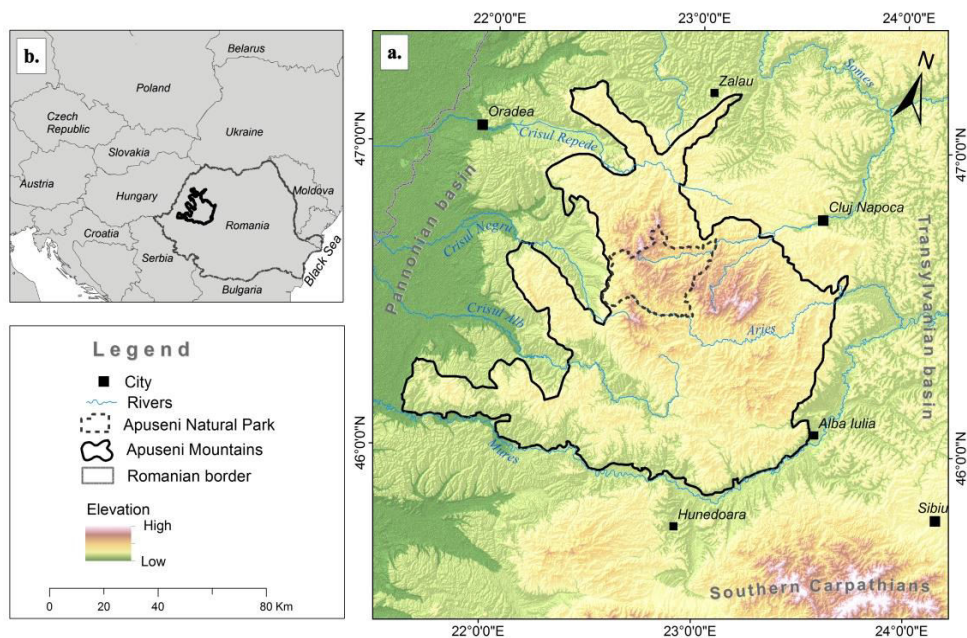 b.
Belarus
Poland
Czech
Republic
Ukraine
Slovakia
Austria
Hungary
Moldova
Romania
Croatia
Serbia
Black Sea
Bulgaria
Legend
City
Rivers
Apuseni Natural Park
Apuseni Mountains
Romanian border
Elevation
High
Low
0 20 40 80 Km
22°0'0"E 23°0'0"E 24°0'0"E
a.
N
Zalau
Somes
Oradea
Crisul Repede
47°0'0"N
47°0'0"N
Pannonian basin
Cluj Napoca
Crisul Negru
Transylvanian basin
Crisul Alb
Aries
Alba Iulia
46°0'0"N
46°0'0"N
Mures
Hunedoara
Sibiu
Southern Carpathians
22°0'0"E 23°0'0"E 24°0'0"E